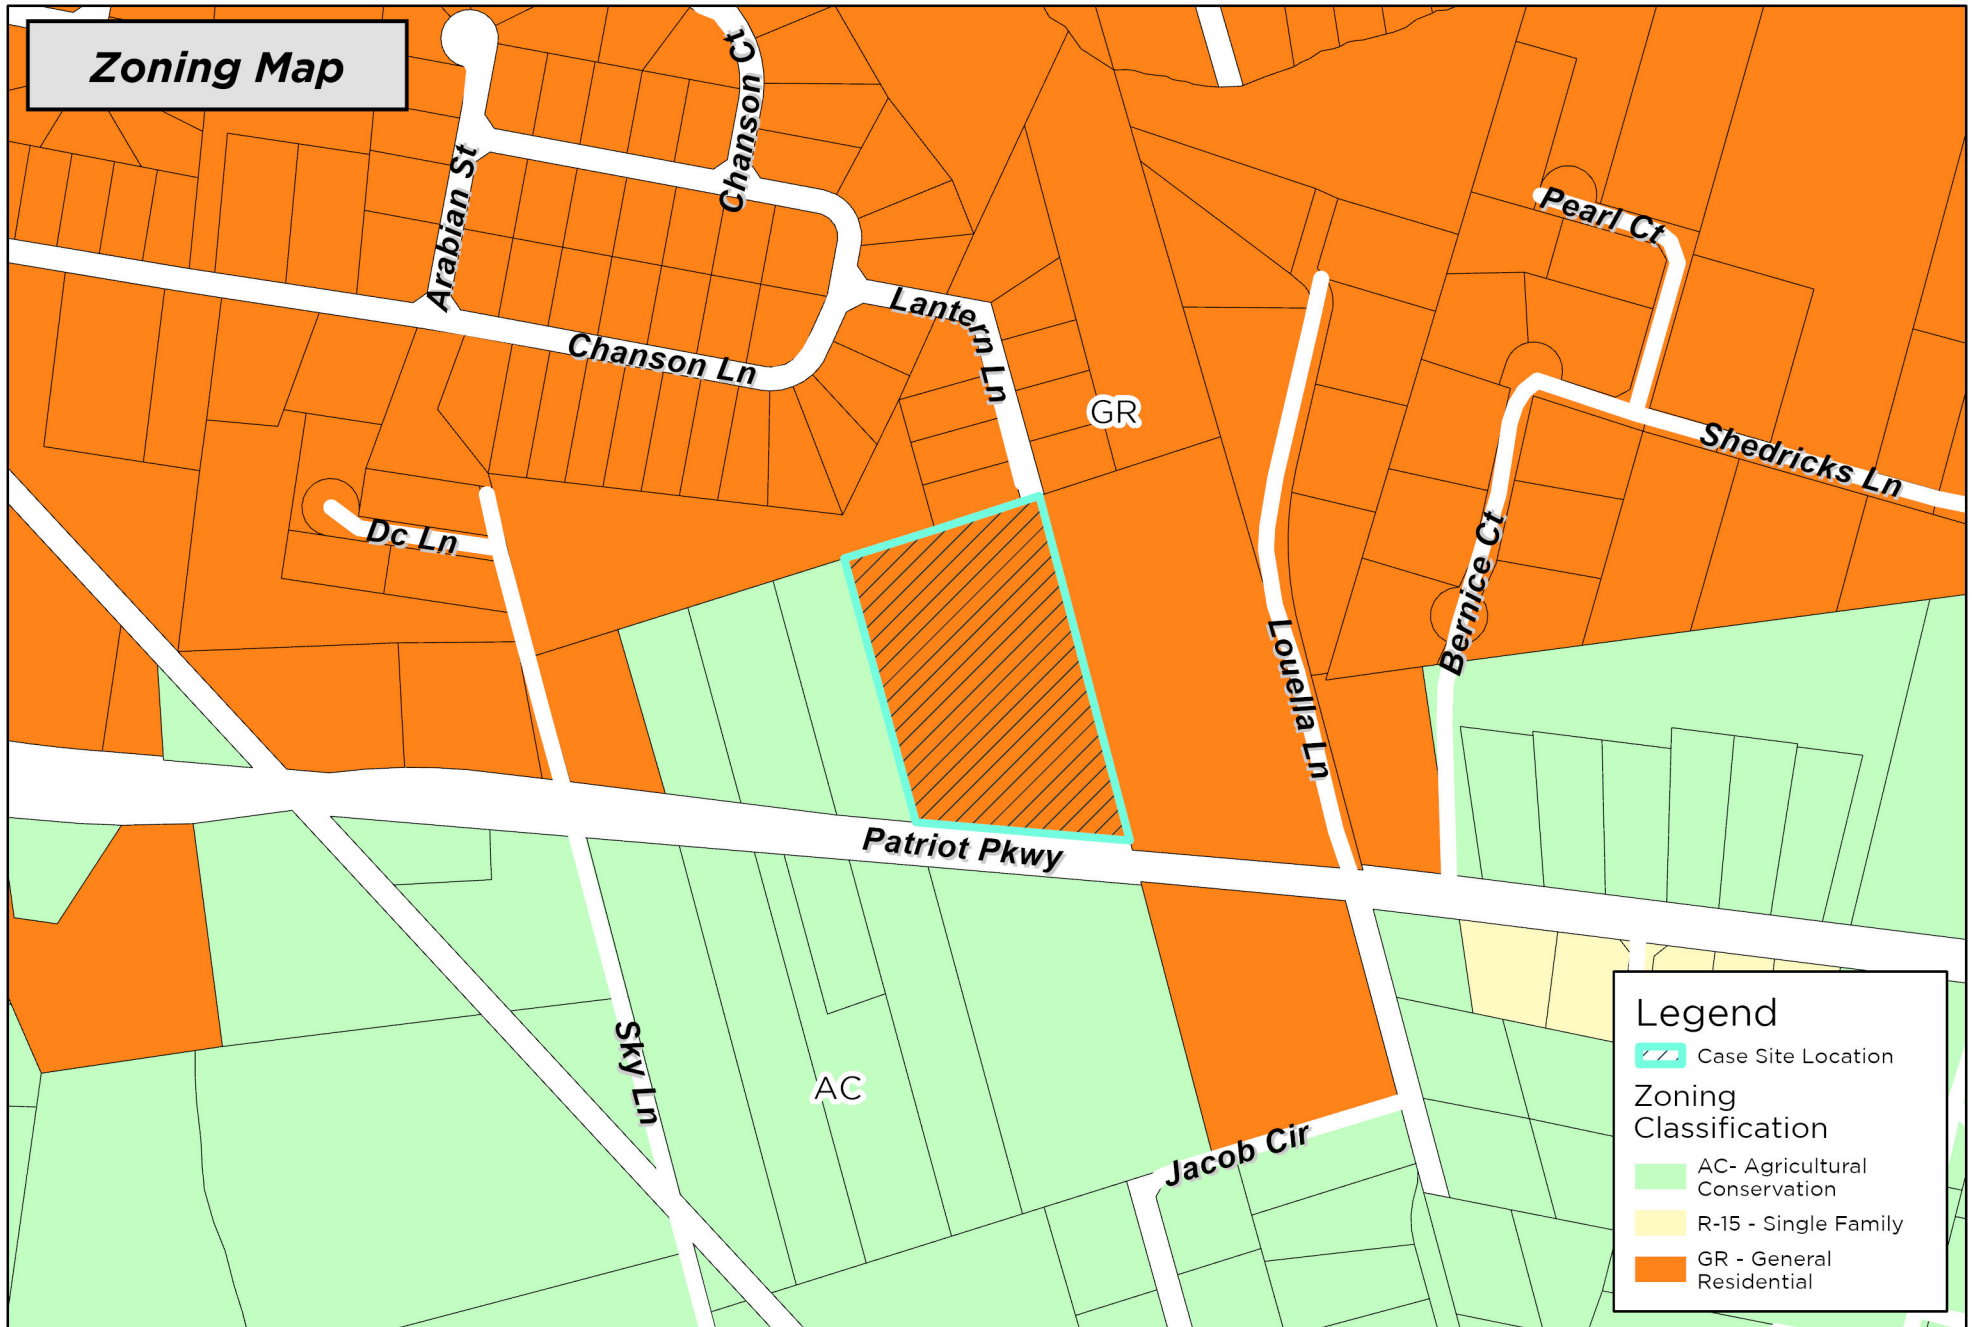 Zoning Map
Chanson Ct
Arabian St
Pearl Ct
Lantern Ln
Chanson Ln
GR
Shedricks Ln
Dc Ln
Bernice Ct
Louella Ln
Patriot Pkwy
Sky Ln
AC
Jacob Cir
Legend
Case Site Location
Zoning
Classification
AC- Agricultural
Conservation
R-15 - Single Family
GR - General
Residential